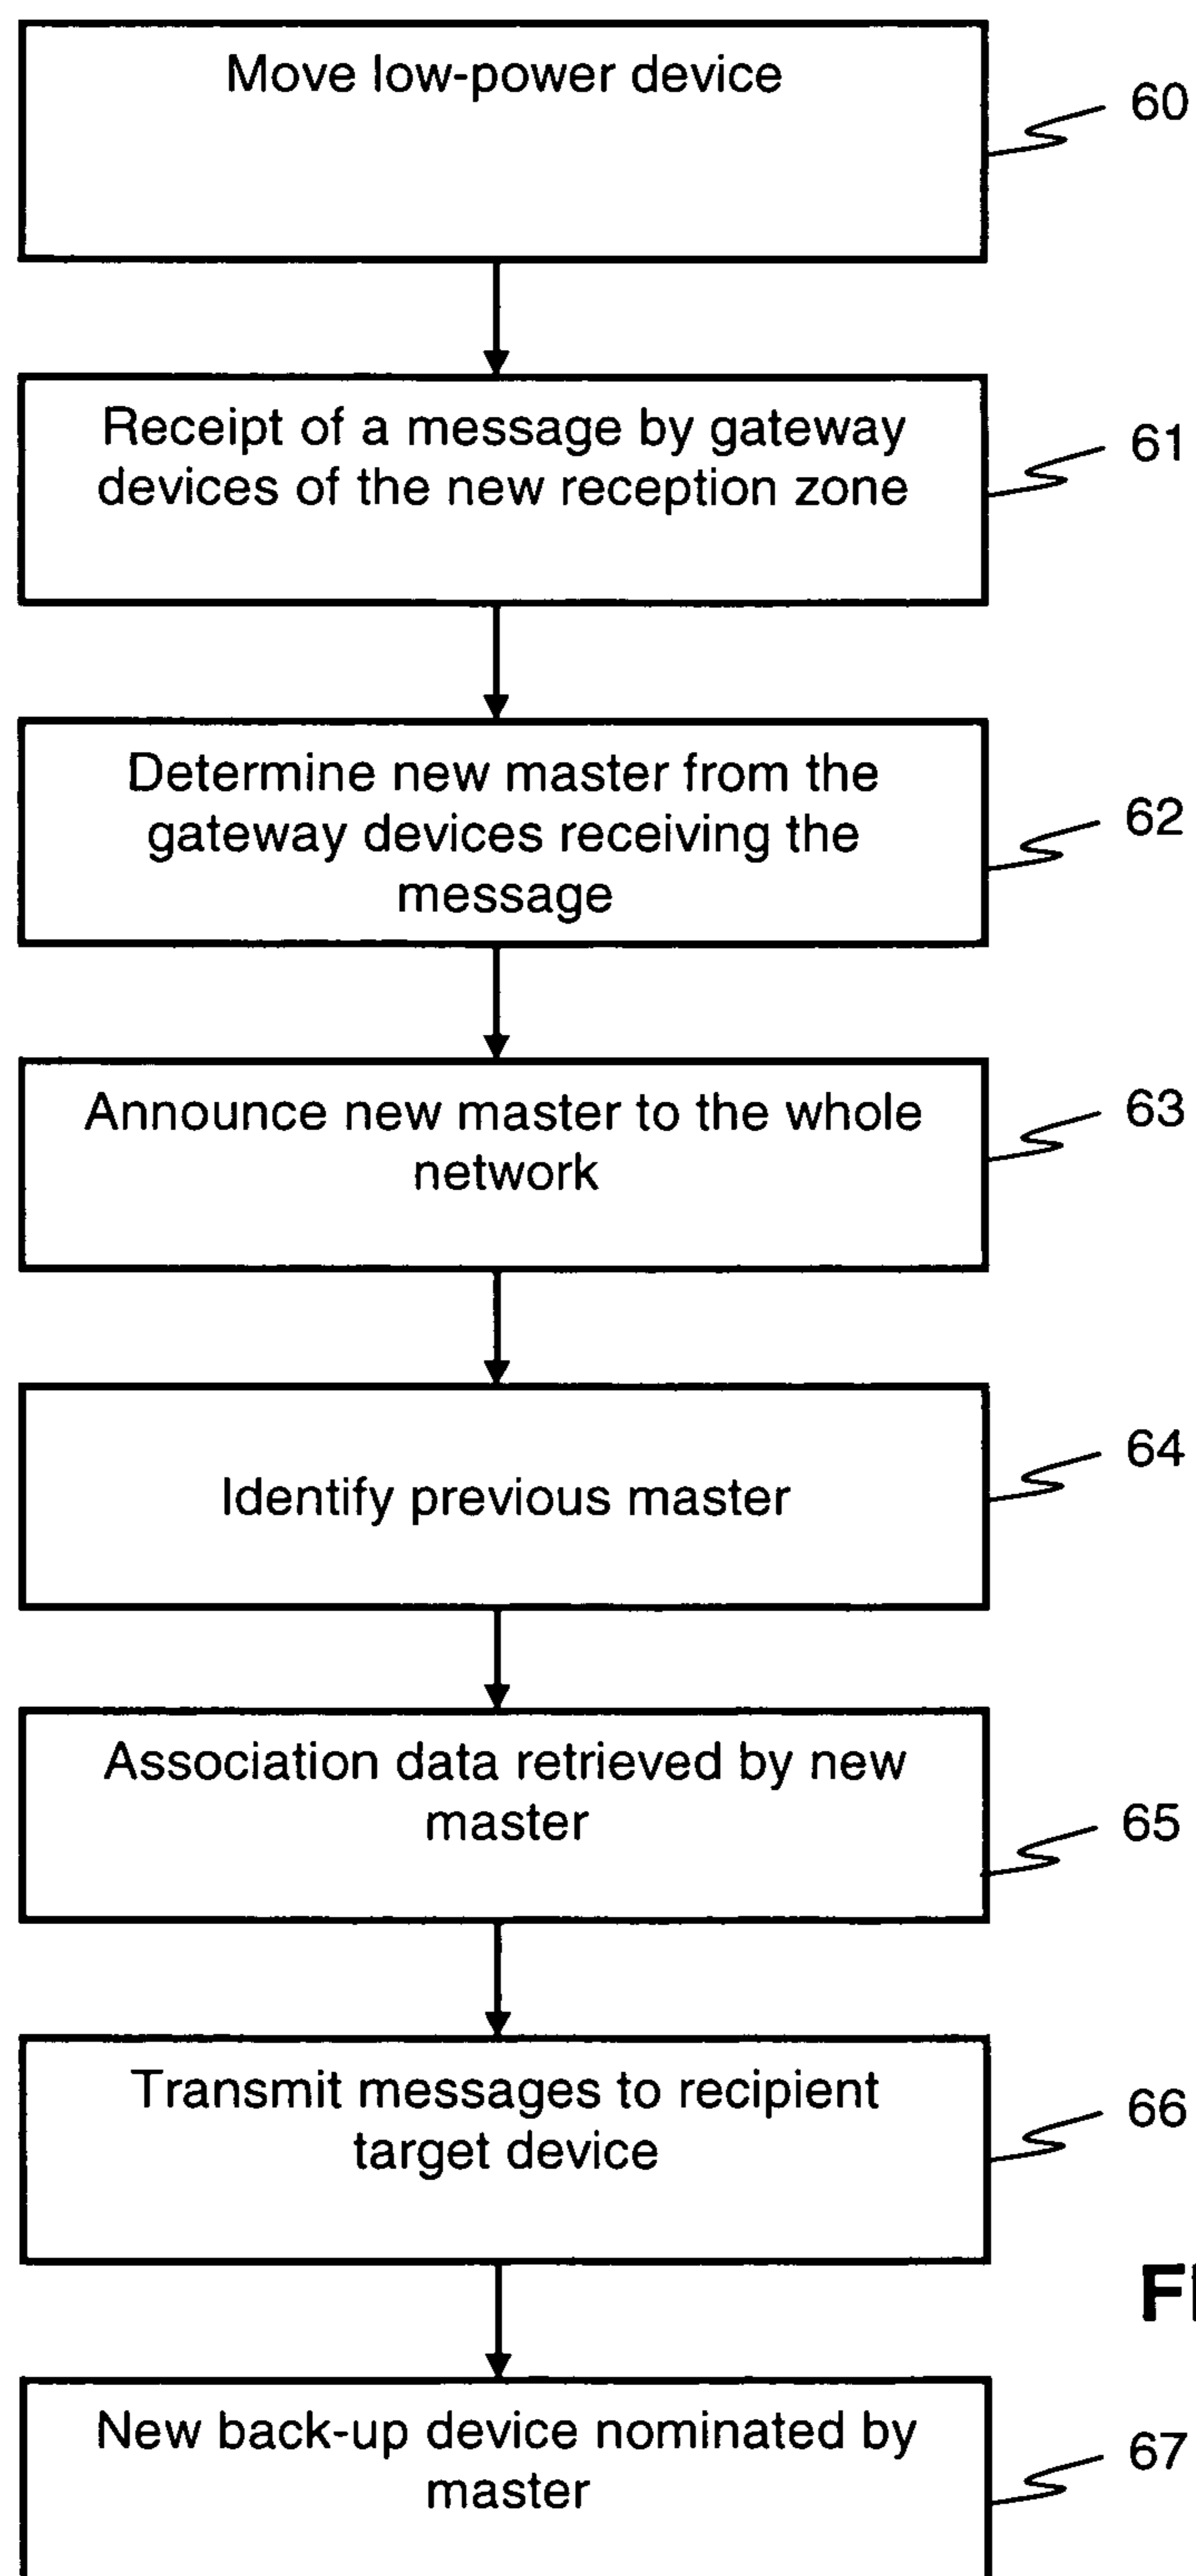 Move low-power device
60
Receipt of a message by gateway
devices of the new reception zone
61
Determine new master from the
gateway devices receiving the
message
62
Announce new master to the whole
network
63
Identify previous master
64
Association data retrieved by new
master
65
Transmit messages to recipient
target device
66
New back-up device nominated by
master
67